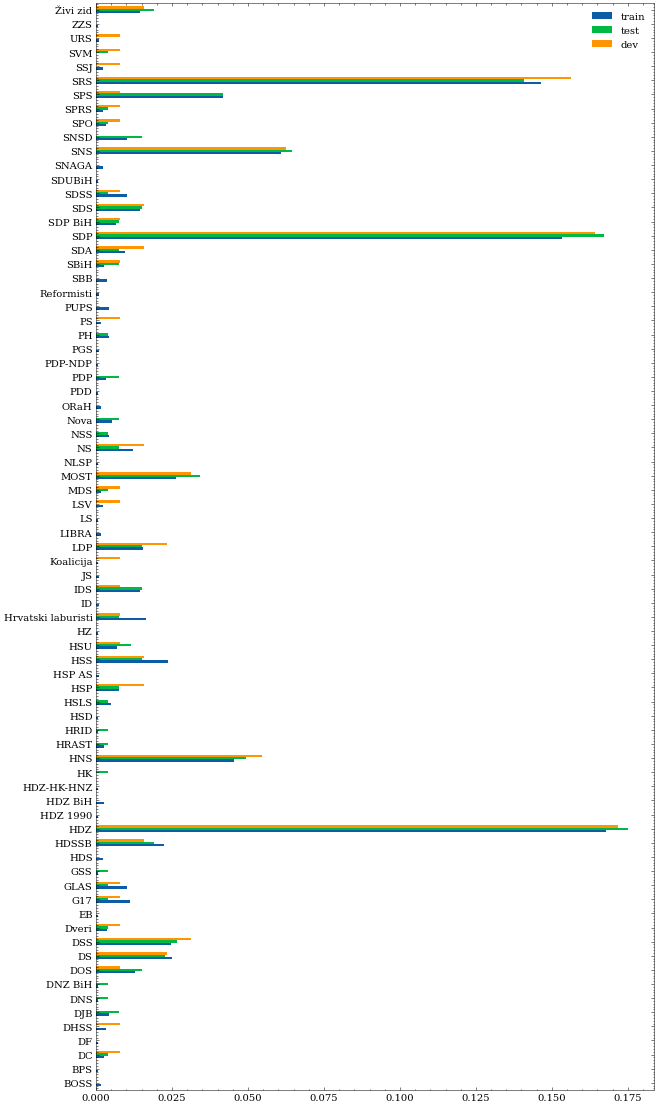 Živi zid
ZZS
URS
SVM
SSJ
SRS
SPS
SPRS
SPO
SNSD
SNS
SNAGA
SDUBiH
SDSS
SDS
SDP BiH
SDP
SDA
SBiH
SBB
Reformisti
PUPS
PS
PH
PGS
PDP-NDP
PDP
PDD
ORaH
Nova
NSS
NS
NLSP
MOST
MDS
LSV
LS
LIBRA
LDP
Koalicija
JS
IDS
ID
Hrvatski laburisti
HZ
HSU
HSS
HSP AS
HSP
HSLS
HSD
HRID
HRAST
HNS
HK
HDZ-HK-HNZ
HDZ BiH
HDZ 1990
HDZ
HDSSB
HDS
GSS
GLAS
G17
EB
Dveri
DSS
DS
DOS
DNZ BiH
DNS
DJB
DHSS
DF
DC
BPS
BOSS
0.000 0.025 0.050 0.075 0.100 0.125 0.150 0.175
train
test
dev